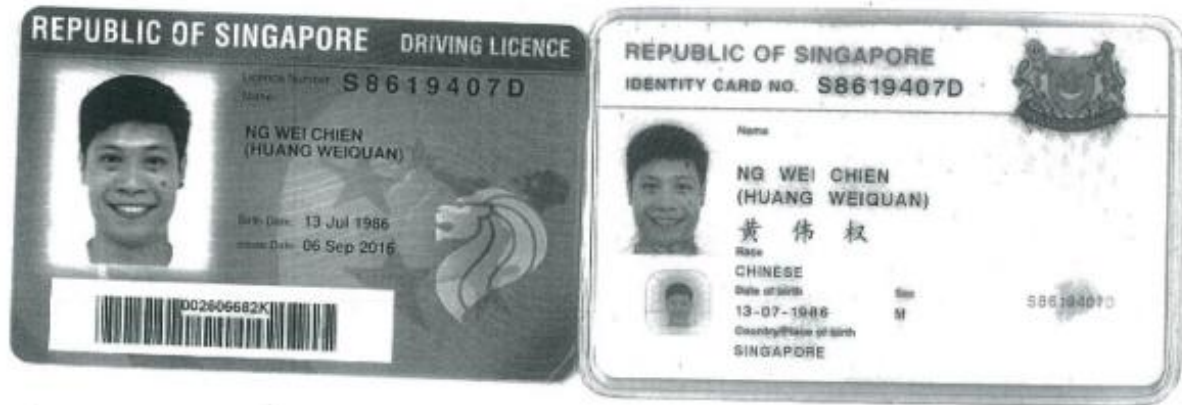 REPUBLIC OF SINGAPORE DRIVING LICENCE
Licence Number S8619407D
Name
NG WEI CHIEN
(HUANG WEIQUAN)
Birth Date: 13 Jul 1986
Issue Date: 06 Sep 2016
002606682K
REPUBLIC OF SINGAPORE
IDENTITY CARD NO. S8619407D
Name
NG WEI CHIEN
(HUANG WEIQUAN)
黄 伟 权
Race
CHINESE
Date of birth Sex
13-07-1986 M
Country/Place of birth
SINGAPORE
S8619407D